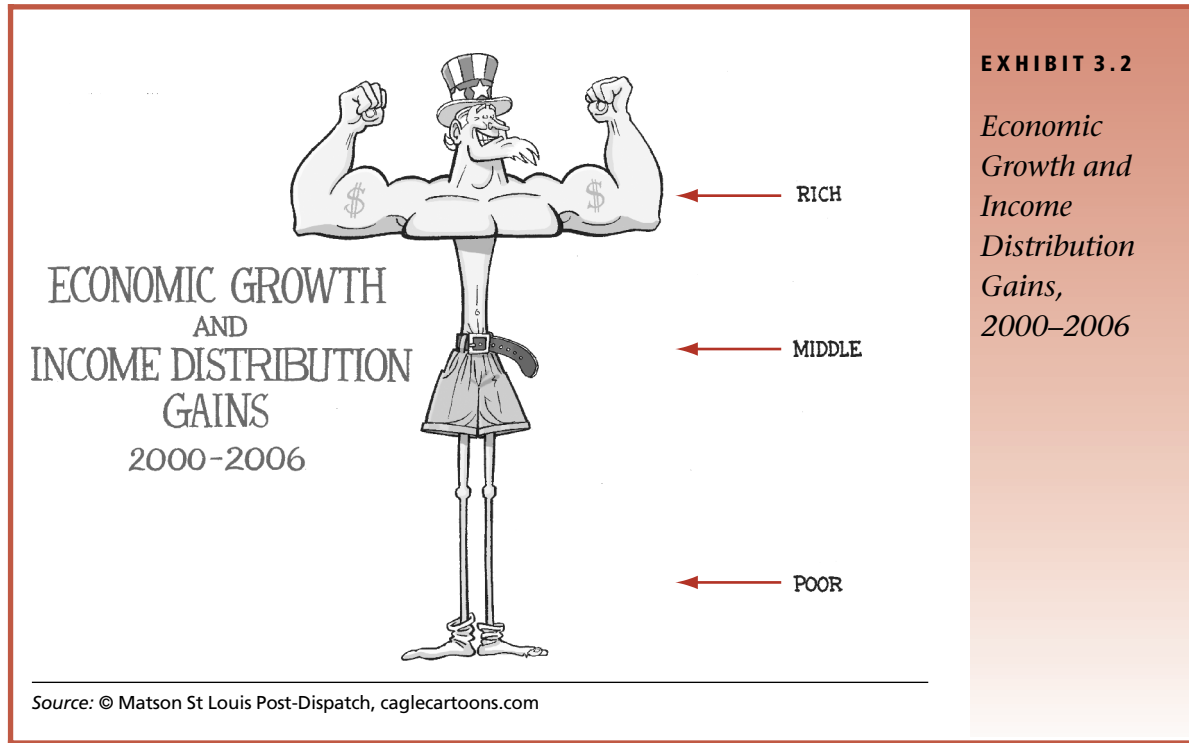 ECONOMIC GROWTH
AND
INCOME DISTRIBUTION
GAINS
2000-2006
$
$
RICH
MIDDLE
POOR
Source: © Matson St Louis Post-Dispatch, caglecartoons.com
EXHIBIT 3.2
Economic
Growth and
Income
Distribution
Gains,
2000–2006